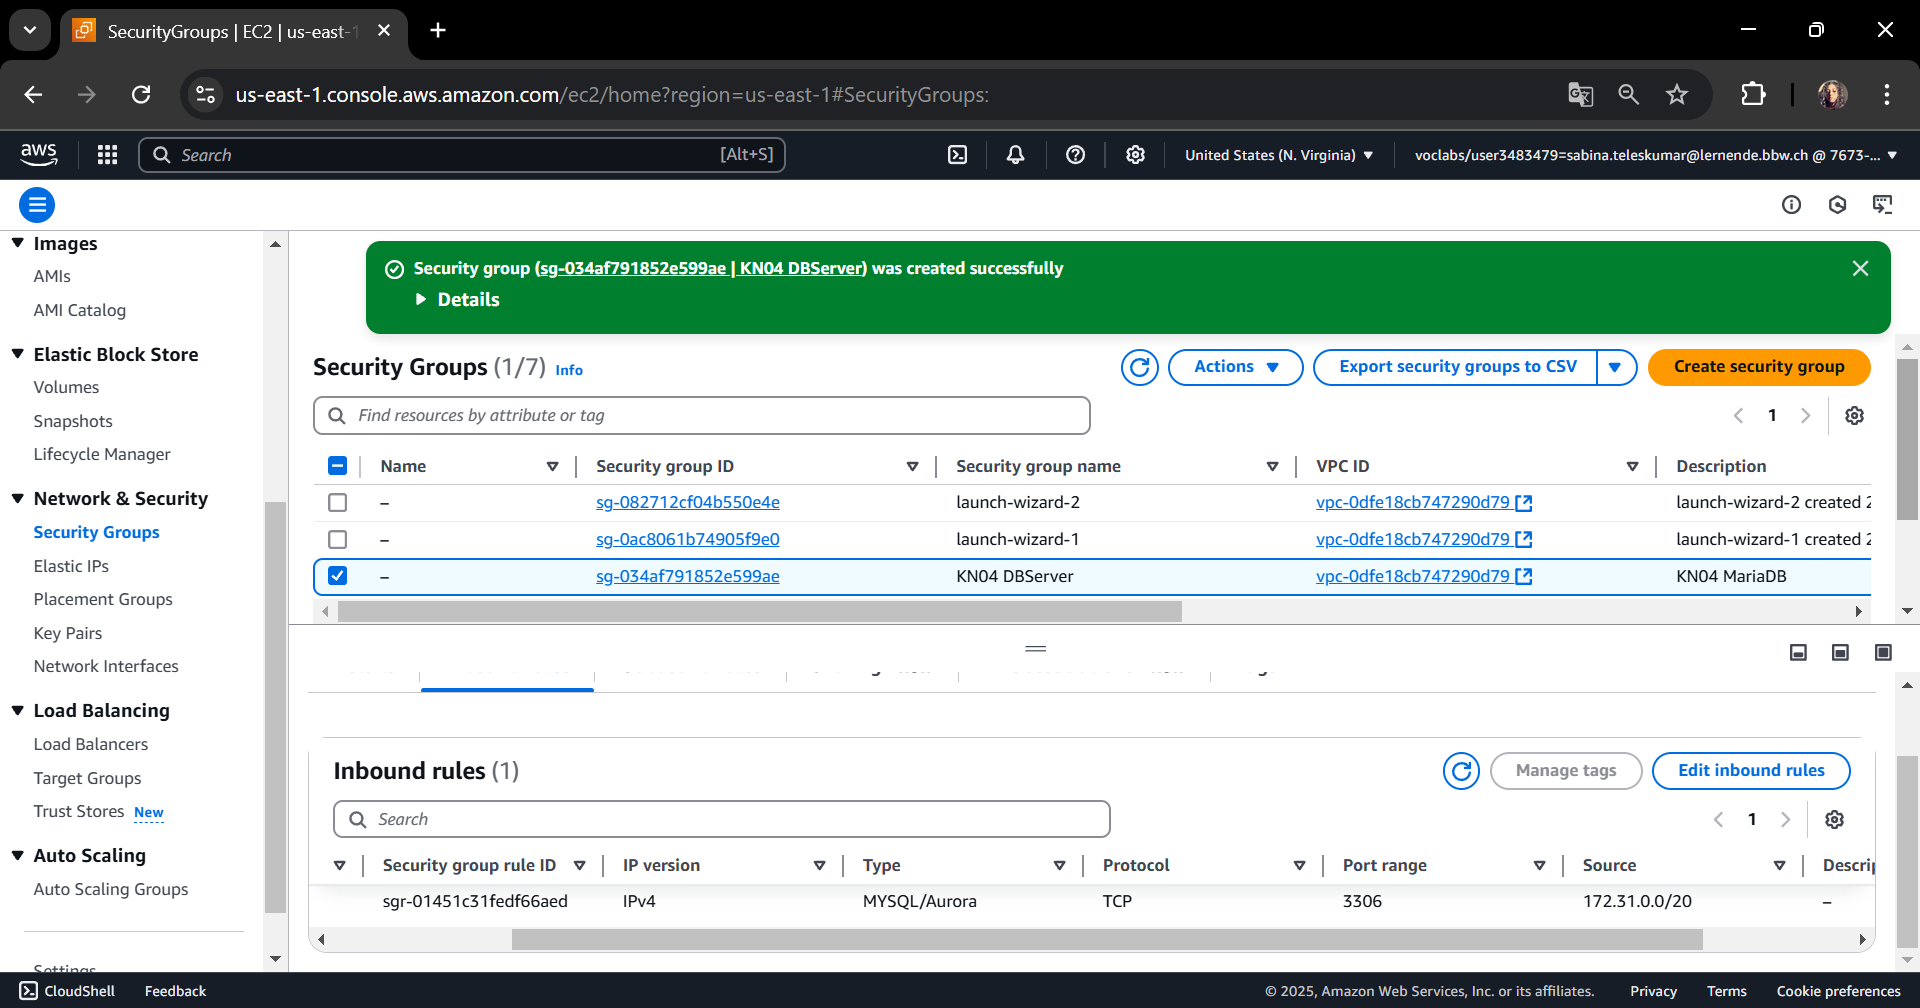 SecurityGroups | EC2 | us-east-1
us-east-1.console.aws.amazon.com/ec2/home?region=us-east-1#SecurityGroups:
aws
Search [Alt+S]
United States (N. Virginia)
voclabs/user3483479=sabina.teleskumar@lernende.bbw.ch @ 7673-...
Images
AMIs
AMI Catalog
Elastic Block Store
Volumes
Snapshots
Lifecycle Manager
Network & Security
Security Groups
Elastic IPs
Placement Groups
Key Pairs
Network Interfaces
Load Balancing
Load Balancers
Target Groups
Trust Stores New
Auto Scaling
Auto Scaling Groups
Settings
Security group (sg-034af791852e599ae | KN04 DBServer) was created successfully
Details
Security Groups (1/7) Info
Actions
Export security groups to CSV
Create security group
Find resources by attribute or tag
1
Name Security group ID Security group name VPC ID Description
– sg-082712cf04b550e4e launch-wizard-2 vpc-0dfe18cb747290d79 launch-wizard-2 created 2
– sg-0ac8061b74905f9e0 launch-wizard-1 vpc-0dfe18cb747290d79 launch-wizard-1 created 2
– sg-034af791852e599ae KN04 DBServer vpc-0dfe18cb747290d79 KN04 MariaDB
Inbound rules (1)
Manage tags
Edit inbound rules
Search
1
Security group rule ID IP version Type Protocol Port range Source Descrip
sgr-01451c31fedf66aed IPv4 MYSQL/Aurora TCP 3306 172.31.0.0/20 –
CloudShell Feedback © 2025, Amazon Web Services, Inc. or its affiliates. Privacy Terms Cookie preferences